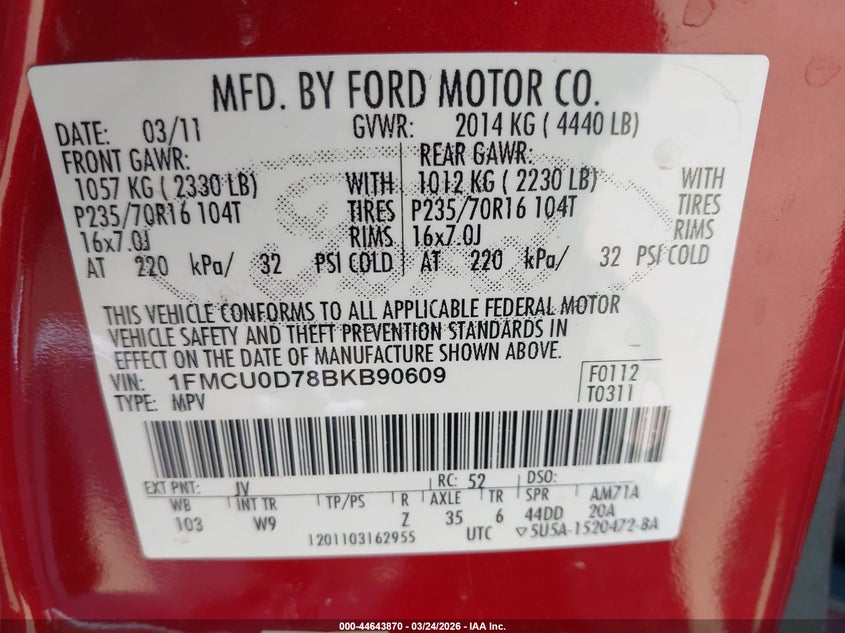 MFD. BY FORD MOTOR CO.
DATE: 03/11 GVWR: 2014 KG ( 4440 LB)
FRONT GAWR: REAR GAWR:
1057 KG ( 2330 LB) WITH 1012 KG ( 2230 LB) WITH
P235/70R16 104T TIRES P235/70R16 104T TIRES
16x7.0J RIMS 16x7.0J RIMS
AT 220 kPa/ 32 PSI COLD AT 220 kPa/ 32 PSI COLD
THIS VEHICLE CONFORMS TO ALL APPLICABLE FEDERAL MOTOR
VEHICLE SAFETY AND THEFT PREVENTION STANDARDS IN
EFFECT ON THE DATE OF MANUFACTURE SHOWN ABOVE.
VIN: 1FMCU0D78BKB90609 F0112
TYPE: MPV T0311
EXT PNT: JV RC: 52 DSO:
WB INT TR TP/PS R AXLE TR SPR AM71A
103 W9 Z 35 6 44DD 20A
1201103162955 UTC ▽5U5A-1520472-BA
000-44643870 - 03/24/2026 - IAA Inc.